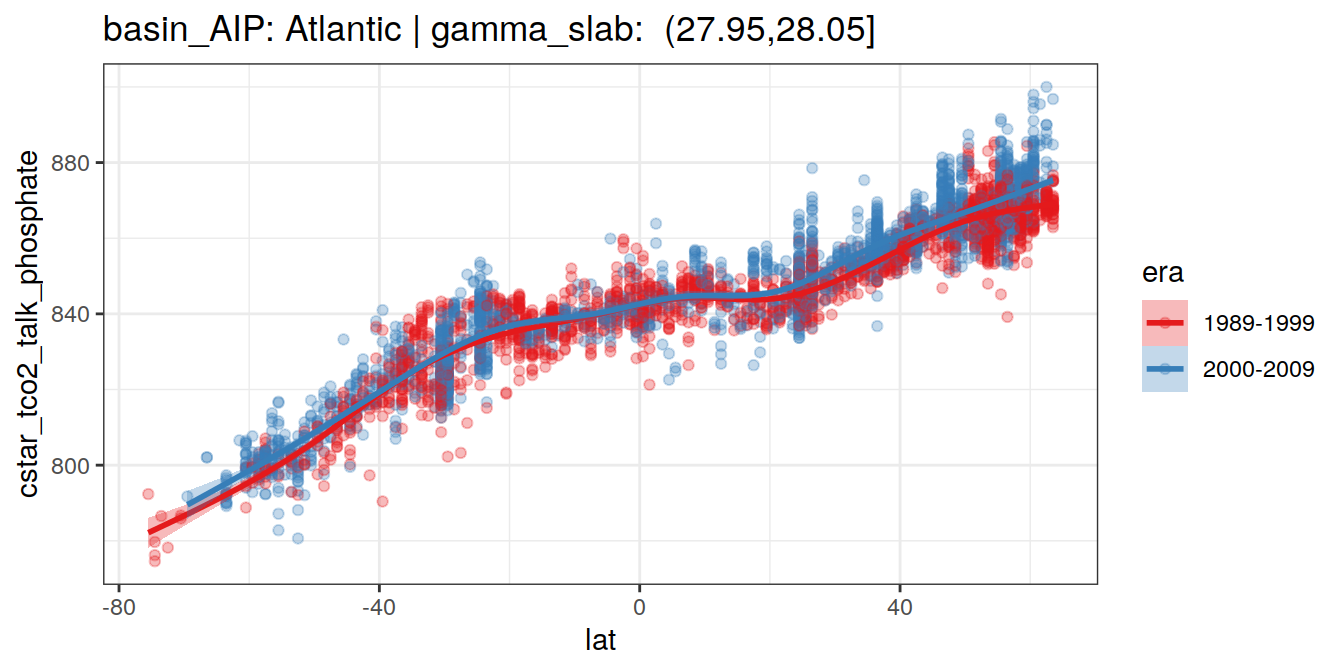 basin_AIP: Atlantic | gamma_slab:  (27.95,28.05]
cstar_tco2_talk_phosphate
880
840
800
-80
-40
0
40
lat
era
1989-1999
2000-2009